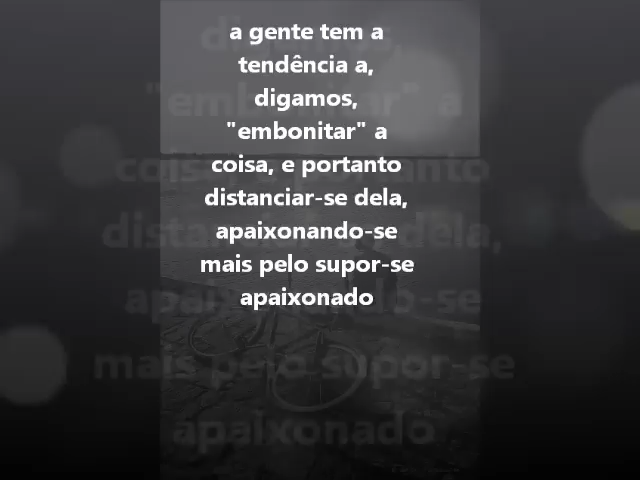 a gente tem a
tendência a,
digamos,
"embonitar" a
coisa, e portanto
distanciar-se dela,
apaixonando-se
mais pelo supor-se
apaixonado